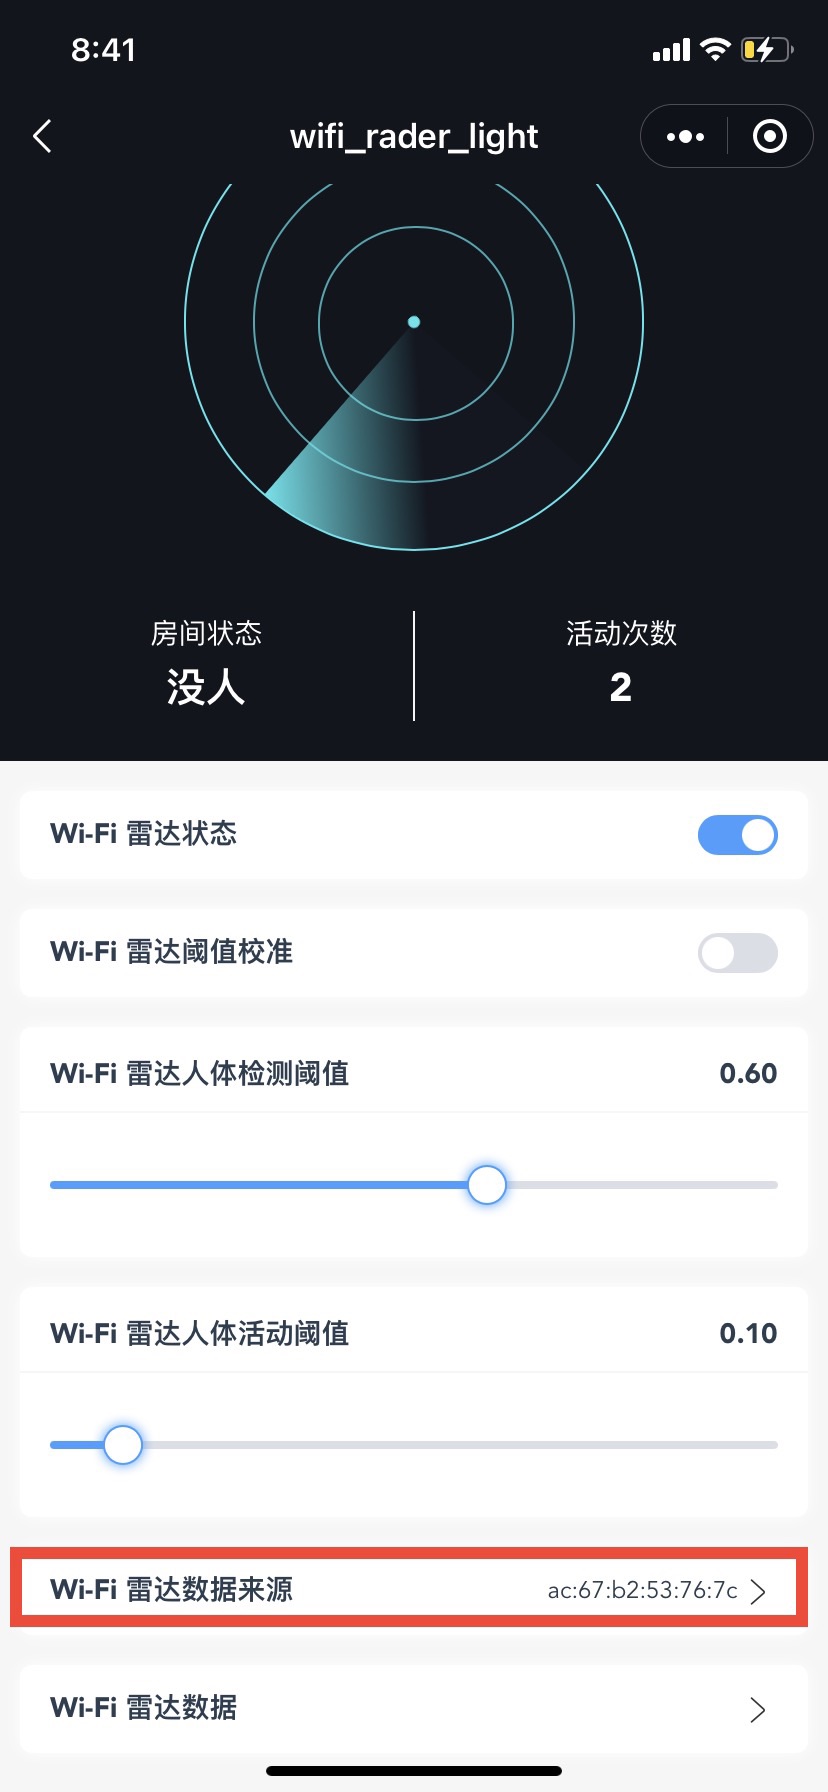 8:41
wifi_rader_light
房间状态
活动次数
没人
2
Wi-Fi 雷达状态
Wi-Fi 雷达阈值校准
Wi-Fi 雷达人体检测阈值
0.60
Wi-Fi 雷达人体活动阈值
0.10
Wi-Fi 雷达数据来源
ac:67:b2:53:76:7c
Wi-Fi 雷达数据